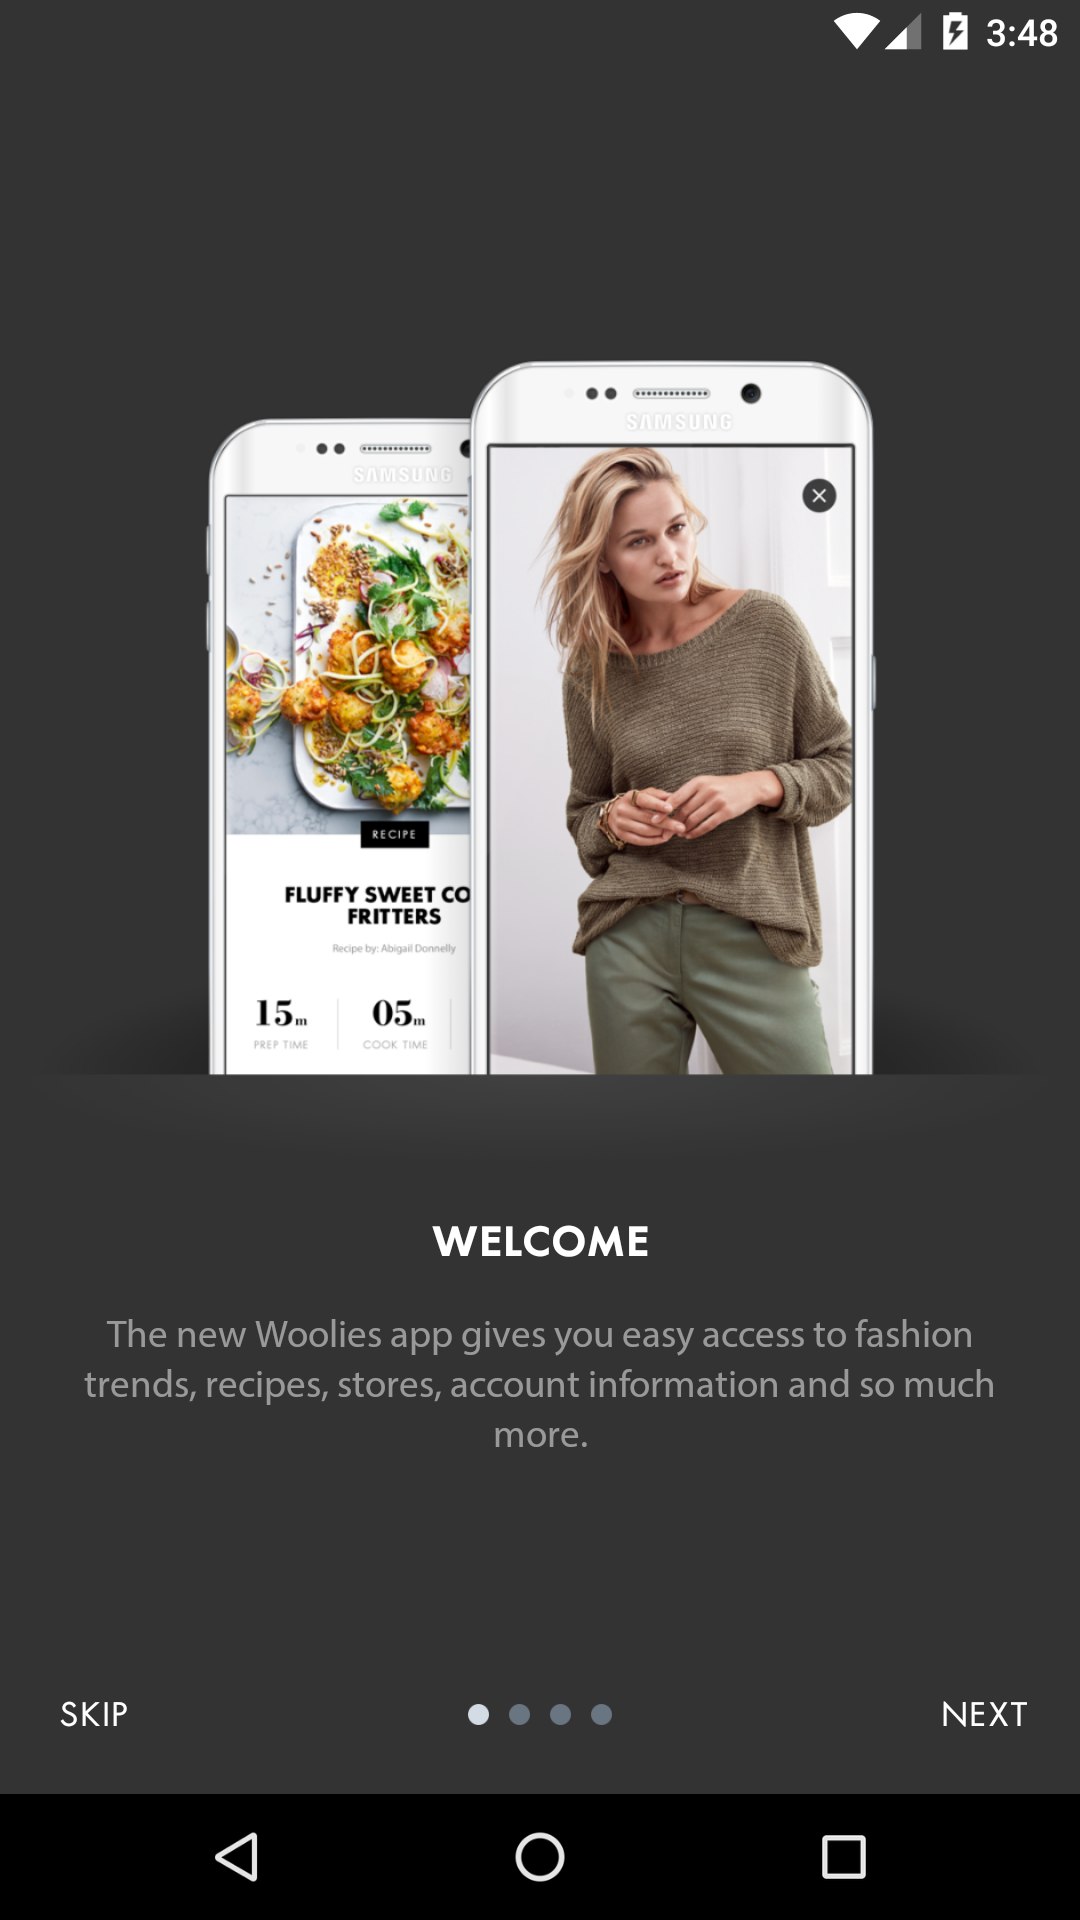 3:48
SAMSUNG
SAMSUNG
RECIPE
FLUFFY SWEET CO
FRITTERS
Recipe by: Abigail Donnelly
15m 05m
PREP TIME COOK TIME
WELCOME
The new Woolies app gives you easy access to fashion
trends, recipes, stores, account information and so much
more.
SKIP NEXT